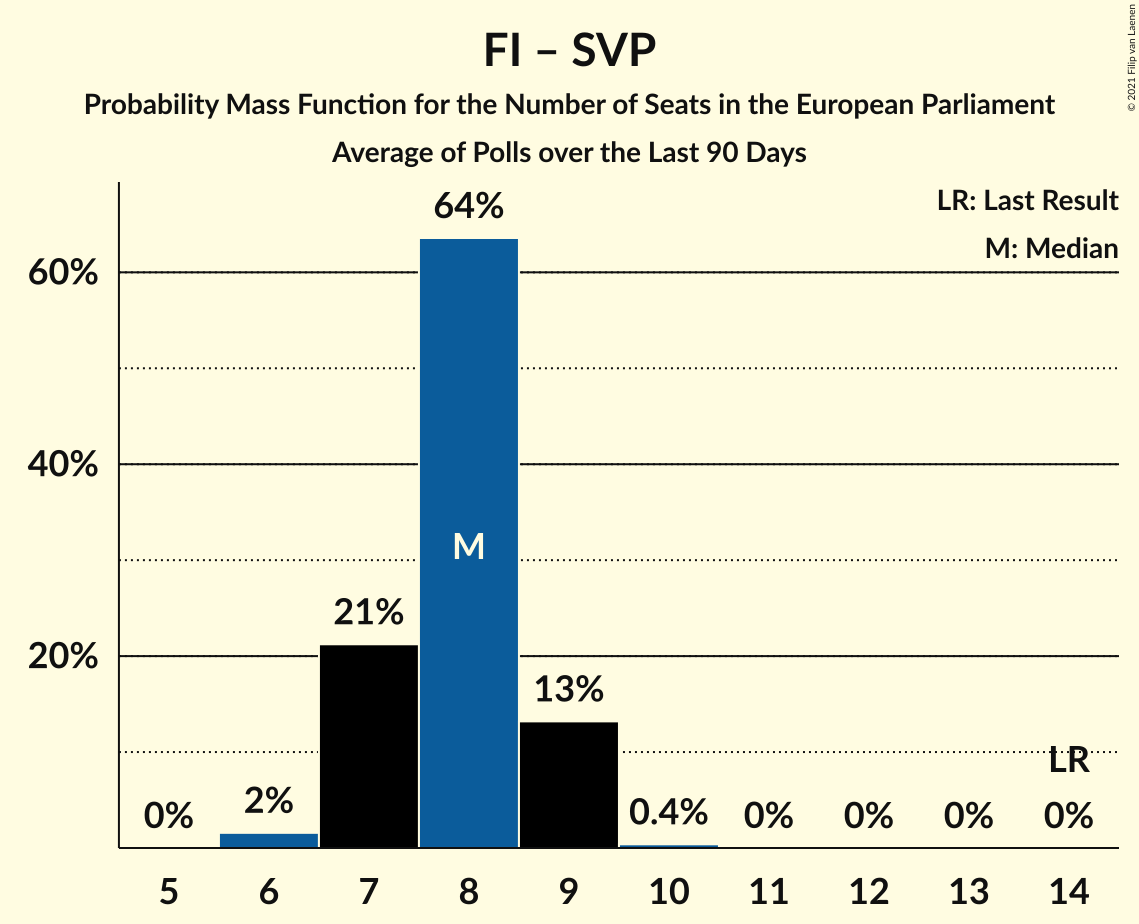 FI – SVP
Probability Mass Function for the Number of Seats in the European Parliament
Average of Polls over the Last 90 Days
© 2021 Filip van Laenen
LR: Last Result
M: Median
60%
40%
20%
0%
2%
21%
64%
M
13%
0.4%
0%
0%
0%
LR
0%
5 6 7 8 9 10 11 12 13 14